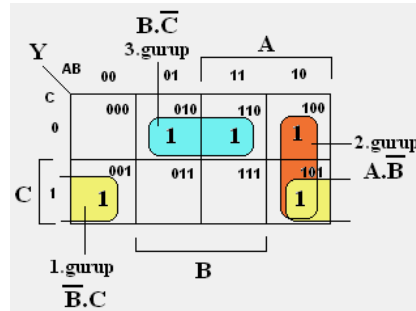 B.C̅
3.gurup
A
Y
AB 00 01 11 10
C
000 010 110 100
0 1 1 1
2.gurup
A.B̅
001 011 111 101
C 1 1 1
1.gurup
B̅.C
B